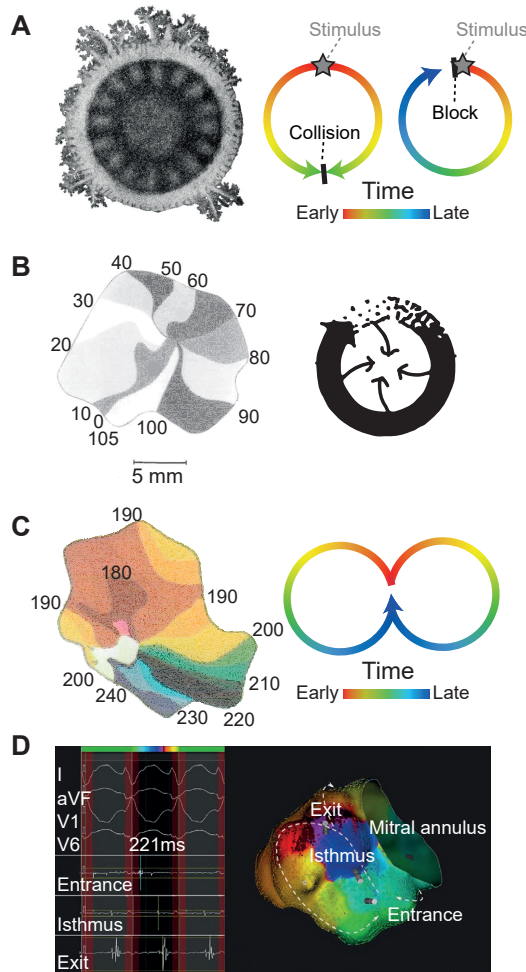 A
Stimulus
Stimulus
Collision
Block
Time
Early
Late
B
40
50
60
30
70
20
80
10
0
105
100
90
5 mm
C
190
180
190
190
200
200
240
210
230
220
Time
Early
Late
D
I
aVF
V1
V6
221ms
Entrance
Isthmus
Exit
Exit
Mitral annulus
Isthmus
Entrance